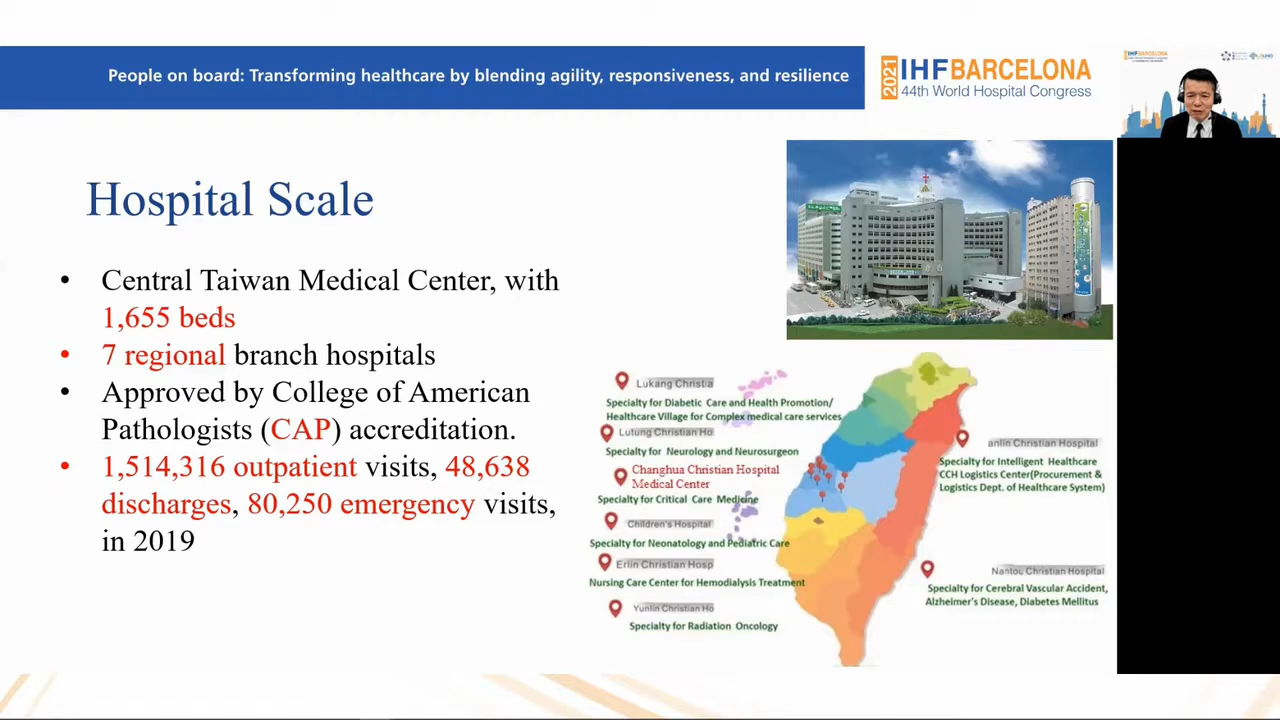 People on board: Transforming healthcare by blending agility, responsiveness, and resilience
2021
IHFBARCELONA
44th World Hospital Congress
Hospital Scale
• Central Taiwan Medical Center, with
1,655 beds
• 7 regional branch hospitals
• Approved by College of American
Pathologists (CAP) accreditation.
• 1,514,316 outpatient visits, 48,638
discharges, 80,250 emergency visits,
in 2019
Lukang Christia
Specialty for Diabetic Care and Health Promotion/
Healthcare Village for Complex medical care services
Lutung Christian Ho
Specialty for Neurology and Neurosurgeon
Changhua Christian Hospital
Medical Center
Specialty for Critical Care Medicine
Children's Hospital
Specialty for Neonatology and Pediatric Care
Erlin Christian Hosp
Nursing Care Center for Hemodialysis Treatment
Yunlin Christian Ho
Specialty for Radiation Oncology
anlin Christian Hospital
Specialty for Intelligent Healthcare
CCH Logistics Center(Procurement &
Logistics Dept. of Healthcare System)
Nantou Christian Hospital
Specialty for Cerebral Vascular Accident,
Alzheimer's Disease, Diabetes Mellitus
IHFBARCELONA